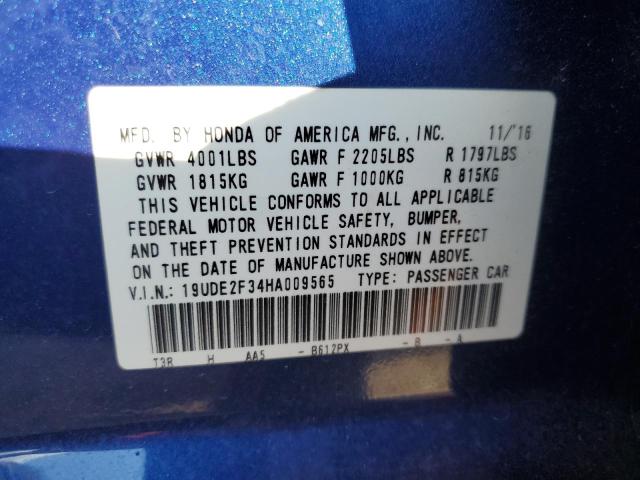 MFD. BY HONDA OF AMERICA MFG., INC. 11/'16
GVWR 4001LBS GAWR F 2205LBS R 1797LBS
GVWR 1815KG GAWR F 1000KG R 815KG
THIS VEHICLE CONFORMS TO ALL APPLICABLE
FEDERAL MOTOR VEHICLE SAFETY, BUMPER,
AND THEFT PREVENTION STANDARDS IN EFFECT
ON THE DATE OF MANUFACTURE SHOWN ABOVE.
V.I.N.: 19UDE2F34HA009565 TYPE: PASSENGER CAR
T3R H AA5 - B612PX - B - A